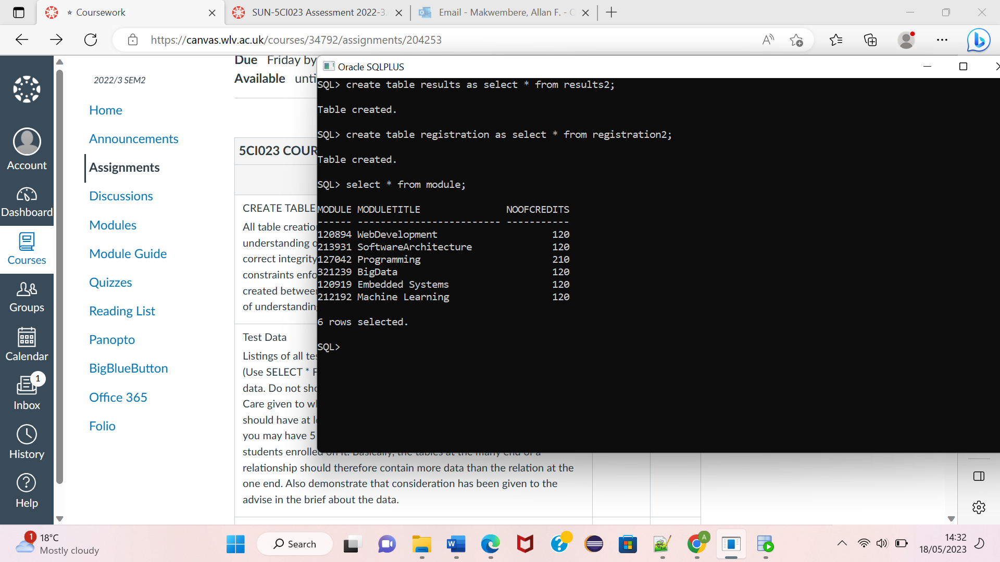 Coursework
SUN-5CI023 Assessment 2022-3
Email - Makwembere, Allan F. -
https://canvas.wlv.ac.uk/courses/34792/assignments/204253
Account
Dashboard
Courses
Groups
Calendar
1
Inbox
History
Help
2022/3 SEM2
Home
Announcements
Assignments
Discussions
Modules
Module Guide
Quizzes
Reading List
Panopto
BigBlueButton
Office 365
Folio
Due Friday by
Available unti
5CI023 COUR
CREATE TABLE
All table creatio
understanding o
correct integrity
constraints enfo
created betweer
of understanding
Test Data
Listings of all tes
(Use SELECT * F
data. Do not sho
Care given to wh
should have at le
you may have 5
students enrolled on it. Basically, the tables at the many end of a
relationship should therefore contain more data than the relation at the
one end. Also demonstrate that consideration has been given to the
advise in the brief about the data.
Oracle SQLPLUS
SQL> create table results as select * from results2;
Table created.
SQL> create table registration as select * from registration2;
Table created.
SQL> select * from module;
MODULE MODULETITLE NOOFCREDITS
------ ------------------------- -----------
120894 WebDevelopment 120
213931 SoftwareArchitecture 120
127042 Programming 210
321239 BigData 120
120919 Embedded Systems 120
212192 Machine Learning 120
6 rows selected.
SQL>
1
18°C
Mostly cloudy
Search
A
14:32
18/05/2023